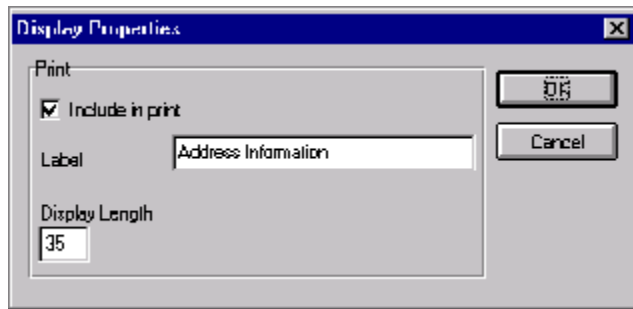 Display Properties
Print
Include in print
OK
Label
Address Information
Cancel
Display Length
35